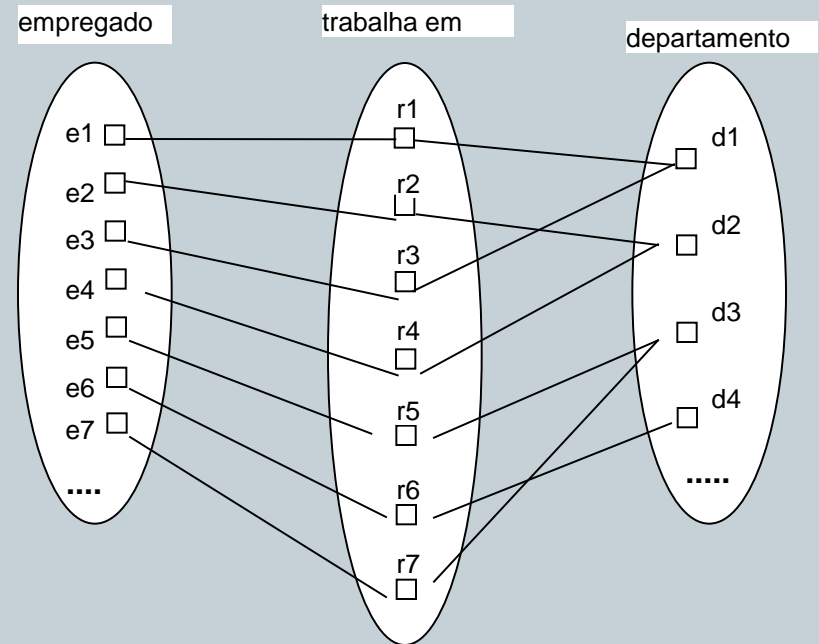 empregado
trabalha em
departamento
e1
e2
e3
e4
e5
e6
e7
....
r1
r2
r3
r4
r5
r6
r7
d1
d2
d3
d4
.....